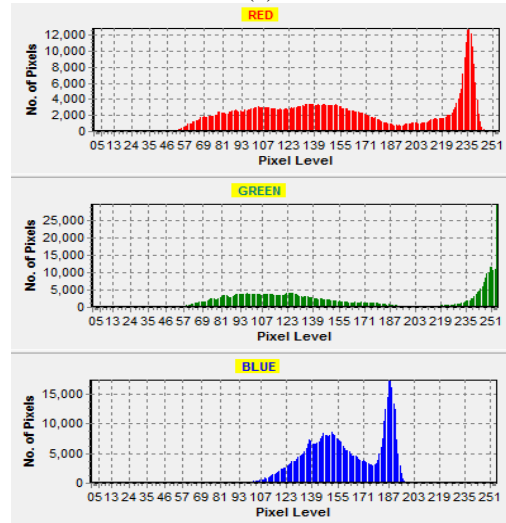 RED
No. of Pixels
12,000
10,000
8,000
6,000
4,000
2,000
0
05 13 24 35 46 57 69 81 93 107 123 139 155 171 187 203 219 235 251
Pixel Level
GREEN
No. of Pixels
25,000
20,000
15,000
10,000
5,000
0
05 13 24 35 46 57 69 81 93 107 123 139 155 171 187 203 219 235 251
Pixel Level
BLUE
No. of Pixels
15,000
10,000
5,000
0
05 13 24 35 46 57 69 81 93 107 123 139 155 171 187 203 219 235 251
Pixel Level